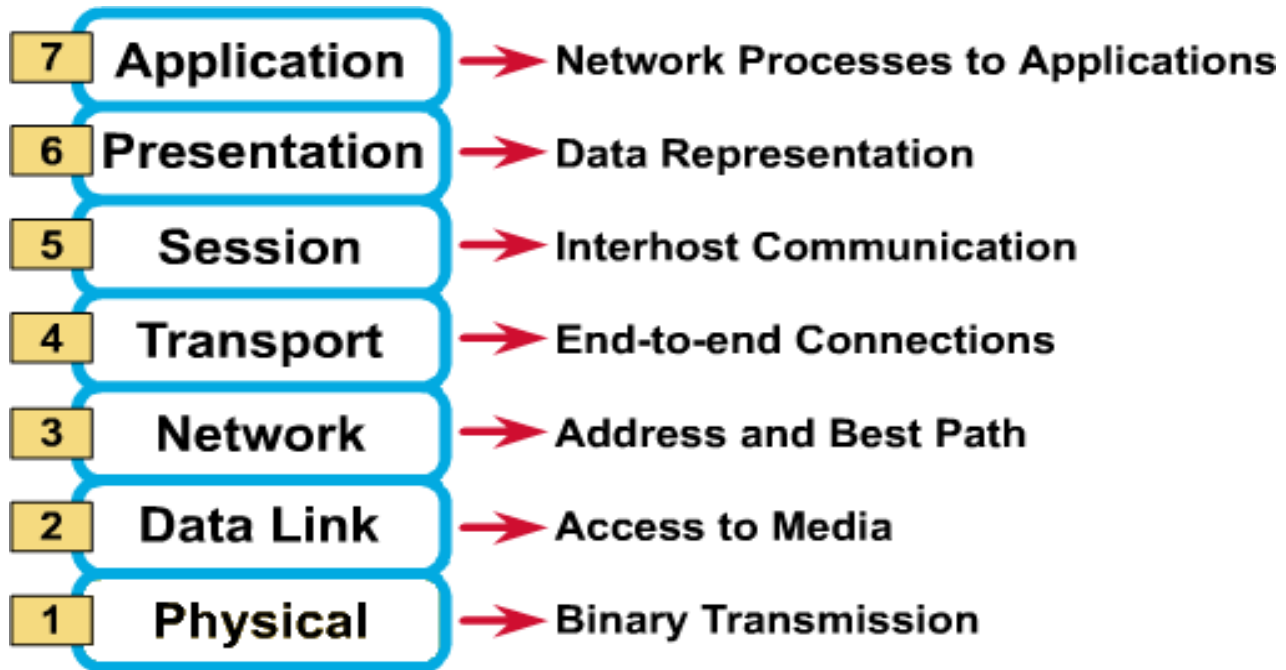 7 Application Network Processes to Applications
6 Presentation Data Representation
5 Session Interhost Communication
4 Transport End-to-end Connections
3 Network Address and Best Path
2 Data Link Access to Media
1 Physical Binary Transmission